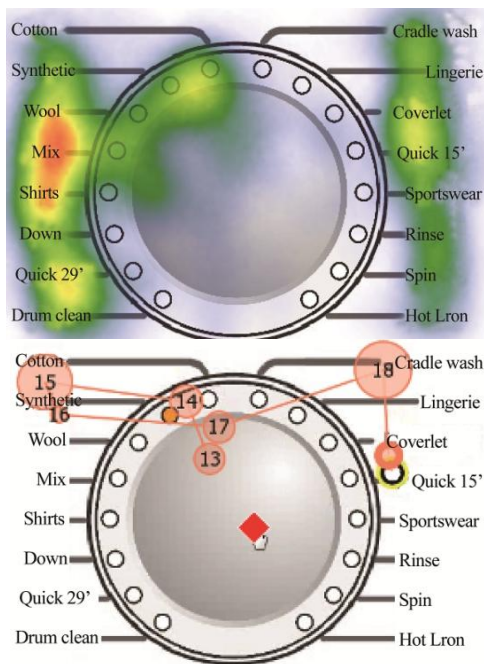 Cotton
Cradle wash
Synthetic
Lingerie
Wool
Coverlet
Mix
Quick 15’
Shirts
Sportswear
Down
Rinse
Quick 29’
Spin
Drum clean
Hot Lron
Cotton
Cradle wash
15
18
14
Synthetic
Lingerie
16
17
Wool
Coverlet
13
Mix
Quick 15’
Shirts
Sportswear
Down
Rinse
Quick 29’
Spin
Drum clean
Hot Lron